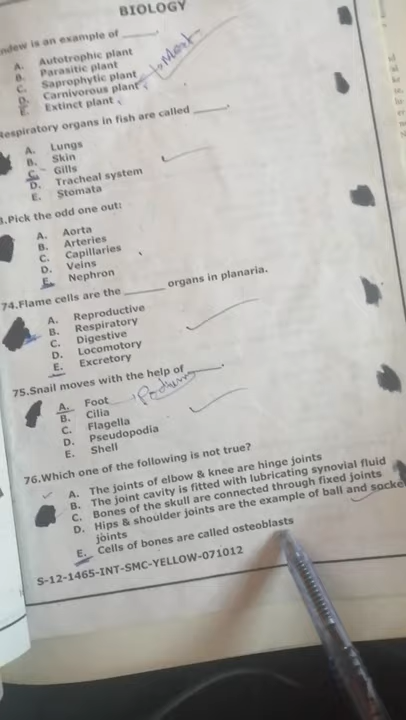 BIOLOGY
ndew is an example of ______.
A. Autotrophic plant
B. Parasitic plant
C. Saprophytic plant
D. Carnivorous plant
E. Extinct plant
Respiratory organs in fish are called ______.
A. Lungs
B. Skin
C. Gills
D. Tracheal system
E. Stomata
.Pick the odd one out:
A. Aorta
B. Arteries
C. Capillaries
D. Veins
E. Nephron
74.Flame cells are the ______ organs in planaria.
A. Reproductive
B. Respiratory
C. Digestive
D. Locomotory
E. Excretory
75.Snail moves with the help of ______.
A. Foot
B. Cilia
C. Flagella
D. Pseudopodia
E. Shell
76.Which one of the following is not true?
A. The joints of elbow & knee are hinge joints
B. The joint cavity is fitted with lubricating synovial fluid
C. Bones of the skull are connected through fixed joints
D. Hips & shoulder joints are the example of ball and socke
joints
E. Cells of bones are called osteoblasts
S-12-1465-INT-SMC-YELLOW-071012